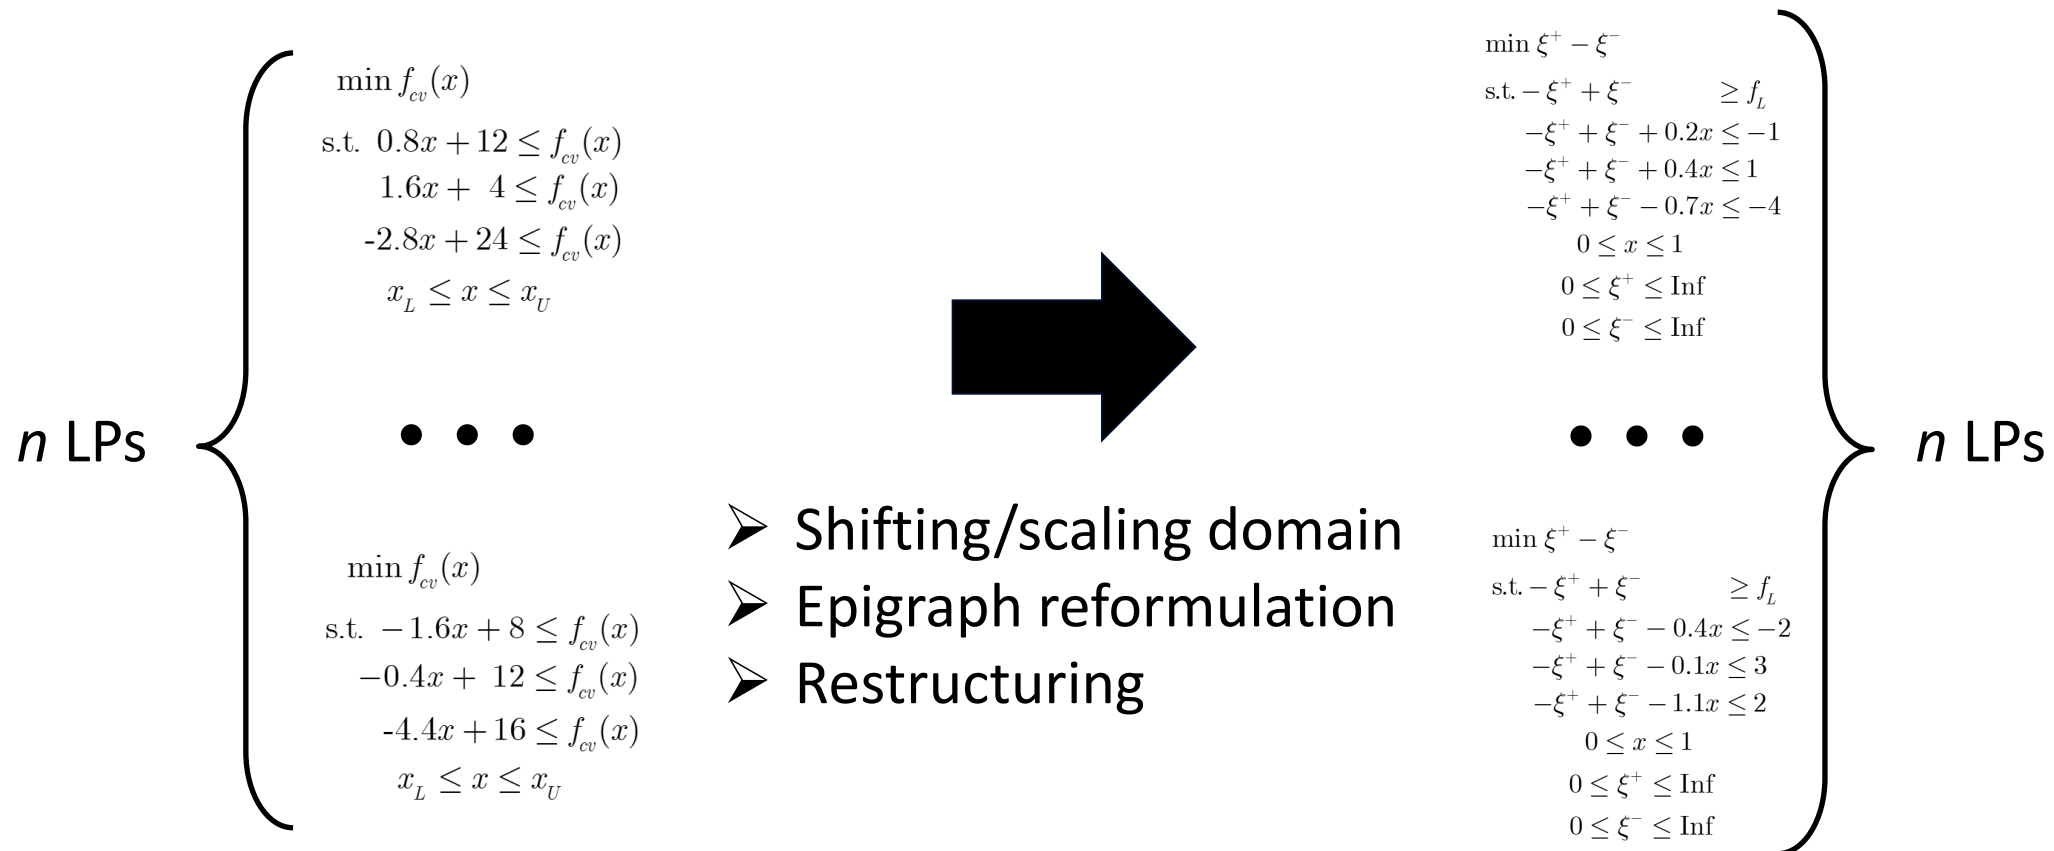 n LPs
min f_cv(x)
s.t. 0.8x + 12 ≤ f_cv(x)
1.6x + 4 ≤ f_cv(x)
-2.8x + 24 ≤ f_cv(x)
x_L ≤ x ≤ x_U
• • •
min f_cv(x)
s.t. −1.6x + 8 ≤ f_cv(x)
−0.4x + 12 ≤ f_cv(x)
-4.4x + 16 ≤ f_cv(x)
x_L ≤ x ≤ x_U
➢ Shifting/scaling domain
➢ Epigraph reformulation
➢ Restructuring
min ξ⁺ − ξ⁻
s.t. − ξ⁺ + ξ⁻ ≥ f_L
−ξ⁺ + ξ⁻ + 0.2x ≤ −1
−ξ⁺ + ξ⁻ + 0.4x ≤ 1
−ξ⁺ + ξ⁻ − 0.7x ≤ −4
0 ≤ x ≤ 1
0 ≤ ξ⁺ ≤ Inf
0 ≤ ξ⁻ ≤ Inf
• • •
min ξ⁺ − ξ⁻
s.t. − ξ⁺ + ξ⁻ ≥ f_L
−ξ⁺ + ξ⁻ − 0.4x ≤ −2
−ξ⁺ + ξ⁻ − 0.1x ≤ 3
−ξ⁺ + ξ⁻ − 1.1x ≤ 2
0 ≤ x ≤ 1
0 ≤ ξ⁺ ≤ Inf
0 ≤ ξ⁻ ≤ Inf
n LPs